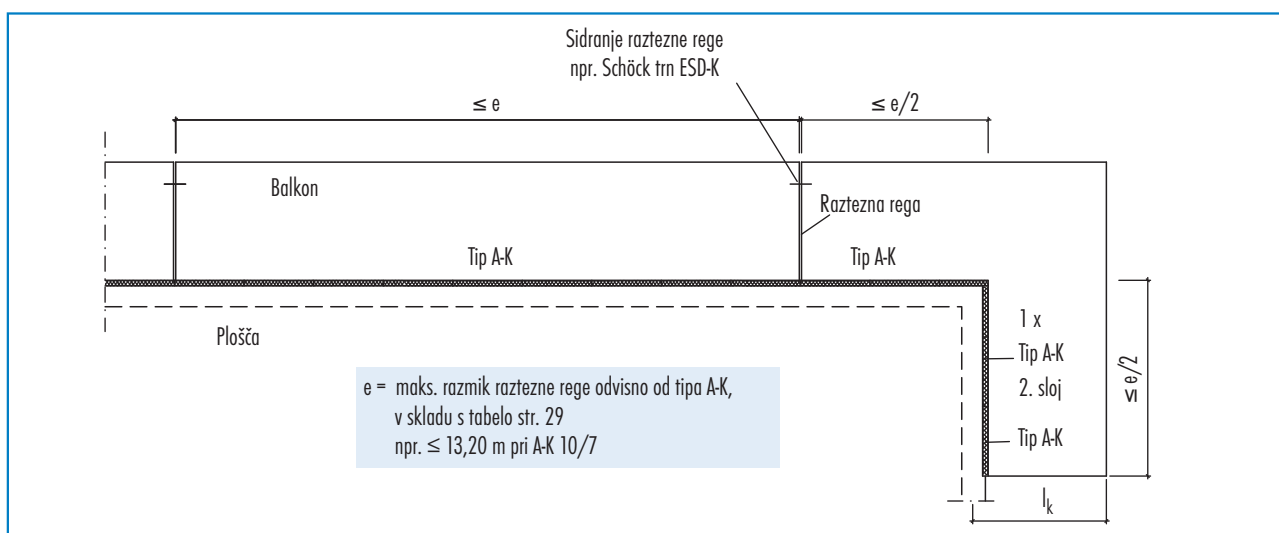 Sidranje raztezne rege
npr. Schöck trn ESD-K
≤ e
≤ e/2
Balkon
Raztezna rega
Tip A-K
Tip A-K
Plošča
1 x
Tip A-K
2. sloj
Tip A-K
≤ e/2
e = maks. razmik raztezne rege odvisno od tipa A-K,
v skladu s tabelo str. 29
npr. ≤ 13,20 m pri A-K 10/7
lk